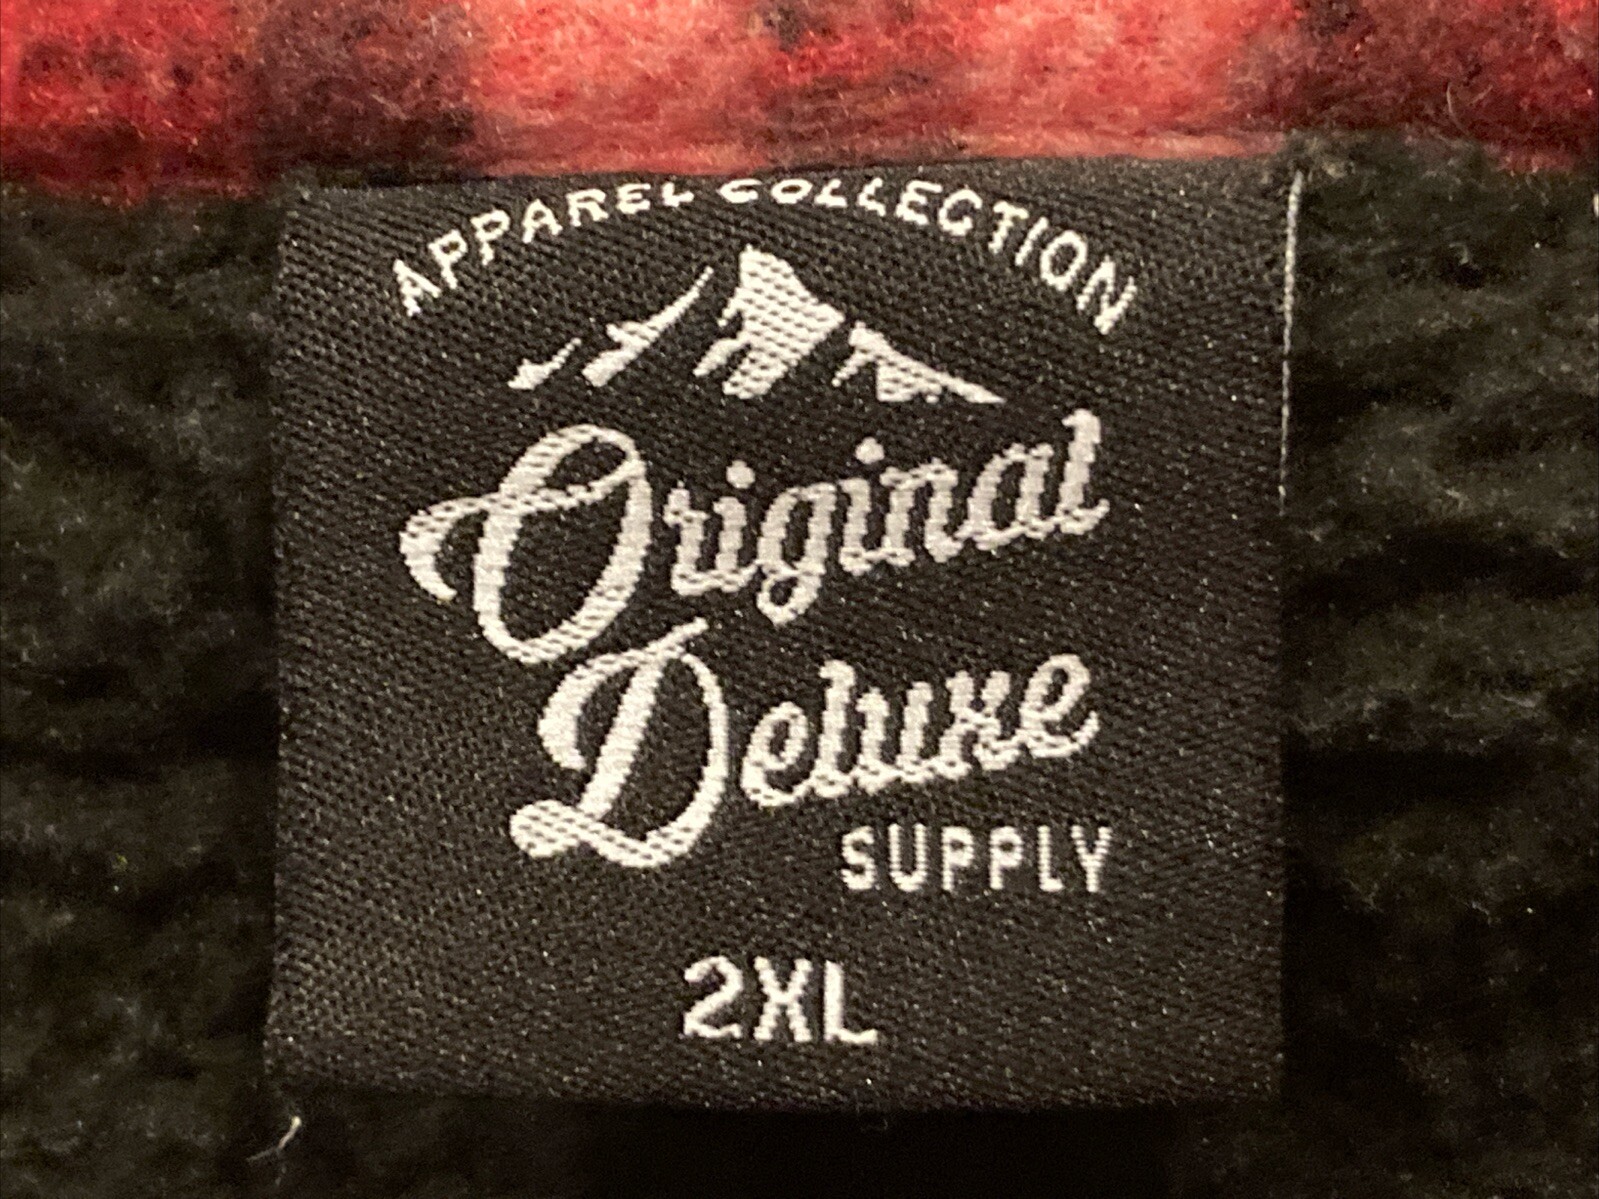 APPAREL COLLECTION
Original
Deluxe
SUPPLY
2XL